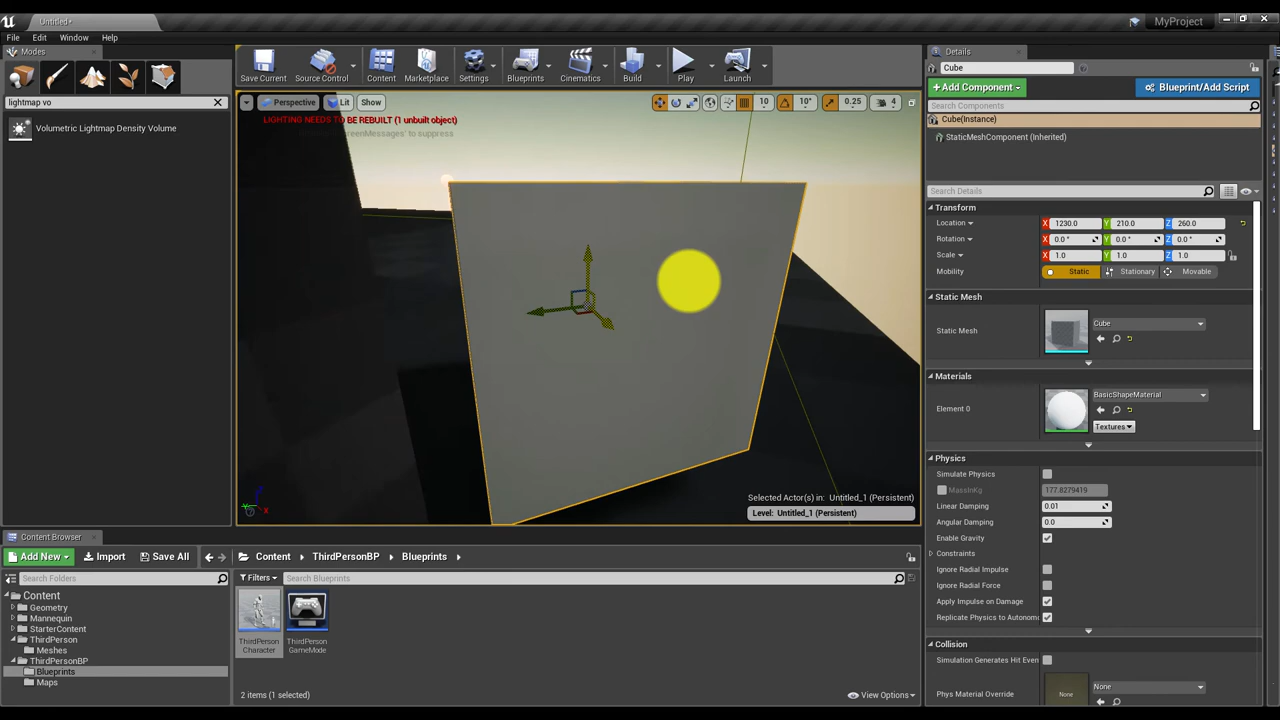 Untitled*
MyProject
File Edit Window Help
Modes
Details
Save Current
Source Control
Content
Marketplace
Settings
Blueprints
Cinematics
Build
Play
Launch
Cube
Add Component
Blueprint/Add Script
lightmap vo
Search Components
Perspective
Lit
Show
10
10°
0.25
4
Cube(Instance)
LIGHTING NEEDS TO BE REBUILT (1 unbuilt object)
Volumetric Lightmap Density Volume
StaticMeshComponent (Inherited)
Search Details
Transform
Location X 1230.0 Y 210.0 Z 260.0
Rotation X 0.0 ° Y 0.0 ° Z 0.0 °
Scale X 1.0 Y 1.0 Z 1.0
Mobility Static Stationary Movable
Static Mesh
Static Mesh
Cube
Materials
Element 0
BasicShapeMaterial
Textures
Physics
Simulate Physics
MassInKg 177.8279419
Linear Damping 0.01
Angular Damping 0.0
Enable Gravity
Constraints
Ignore Radial Impulse
Ignore Radial Force
Apply Impulse on Damage
Replicate Physics to Autonom
Collision
Simulation Generates Hit Even
Phys Material Override
None
None
Selected Actor(s) in: Untitled_1 (Persistent)
Level: Untitled_1 (Persistent)
Content Browser
Add New
Import
Save All
Content
ThirdPersonBP
Blueprints
Search Folders
Filters
Search Blueprints
Content
Geometry
Mannequin
StarterContent
ThirdPerson
Meshes
ThirdPersonBP
Blueprints
Maps
ThirdPerson
Character
ThirdPerson
GameMode
2 items (1 selected)
View Options